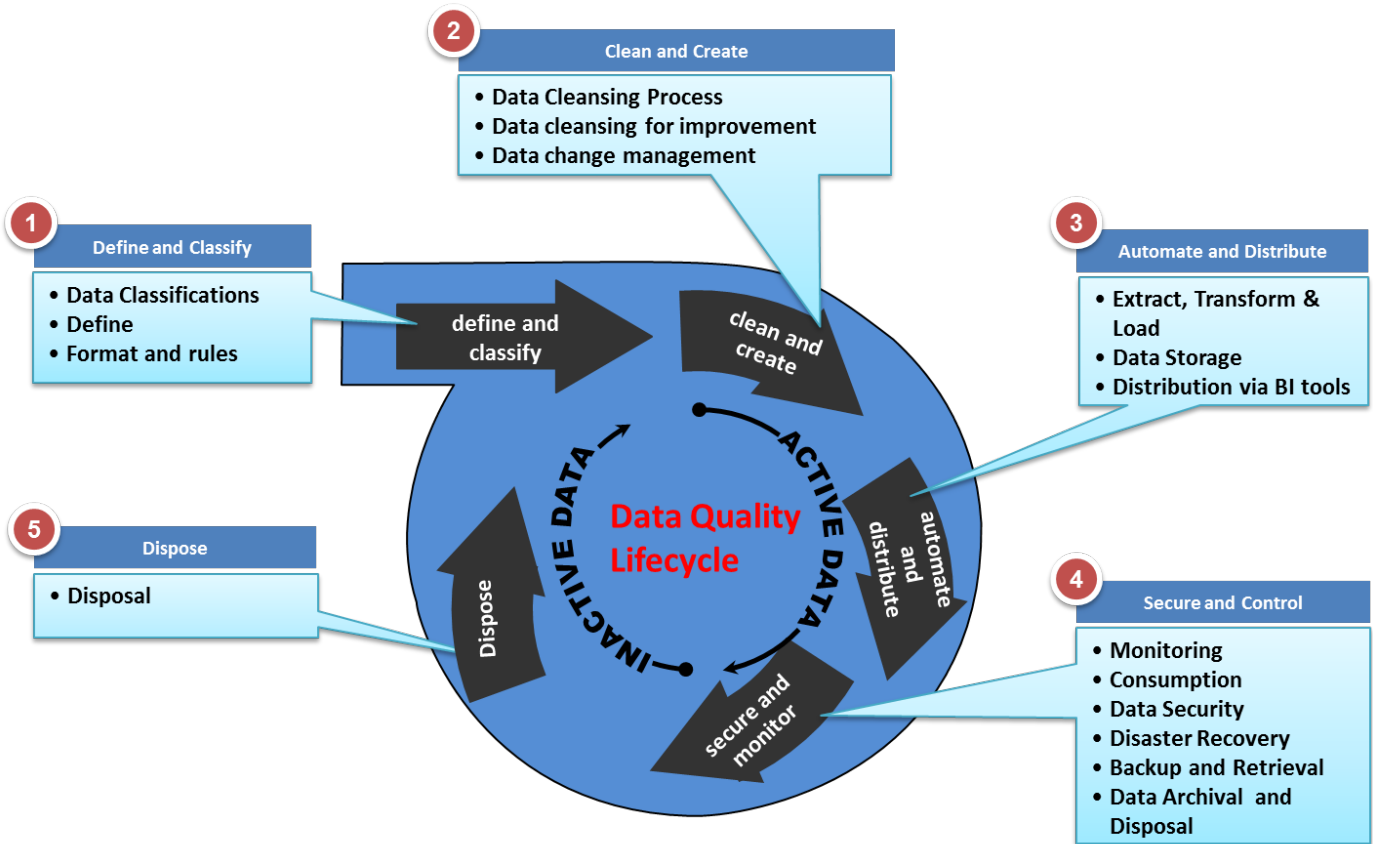 2
Clean and Create
• Data Cleansing Process
• Data cleansing for improvement
• Data change management
1
Define and Classify
• Data Classifications
• Define
• Format and rules
3
Automate and Distribute
• Extract, Transform &
Load
• Data Storage
• Distribution via BI tools
define and
classify
clean and
create
automate
and
distribute
secure and
monitor
Dispose
ACTIVE DATA
INACTIVE DATA
Data Quality
Lifecycle
5
Dispose
• Disposal
4
Secure and Control
• Monitoring
• Consumption
• Data Security
• Disaster Recovery
• Backup and Retrieval
• Data Archival and
Disposal